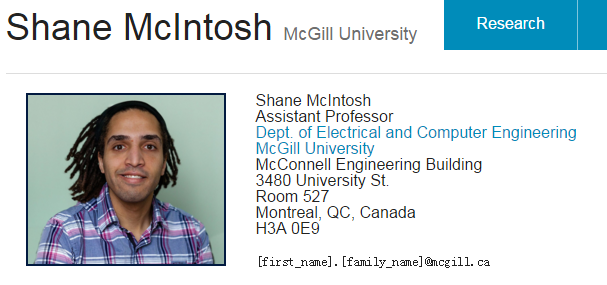 Shane McIntosh McGill University
Research
Shane McIntosh
Assistant Professor
Dept. of Electrical and Computer Engineering
McGill University
McConnell Engineering Building
3480 University St.
Room 527
Montreal, QC, Canada
H3A 0E9
[first_name].[family_name]@mcgill.ca